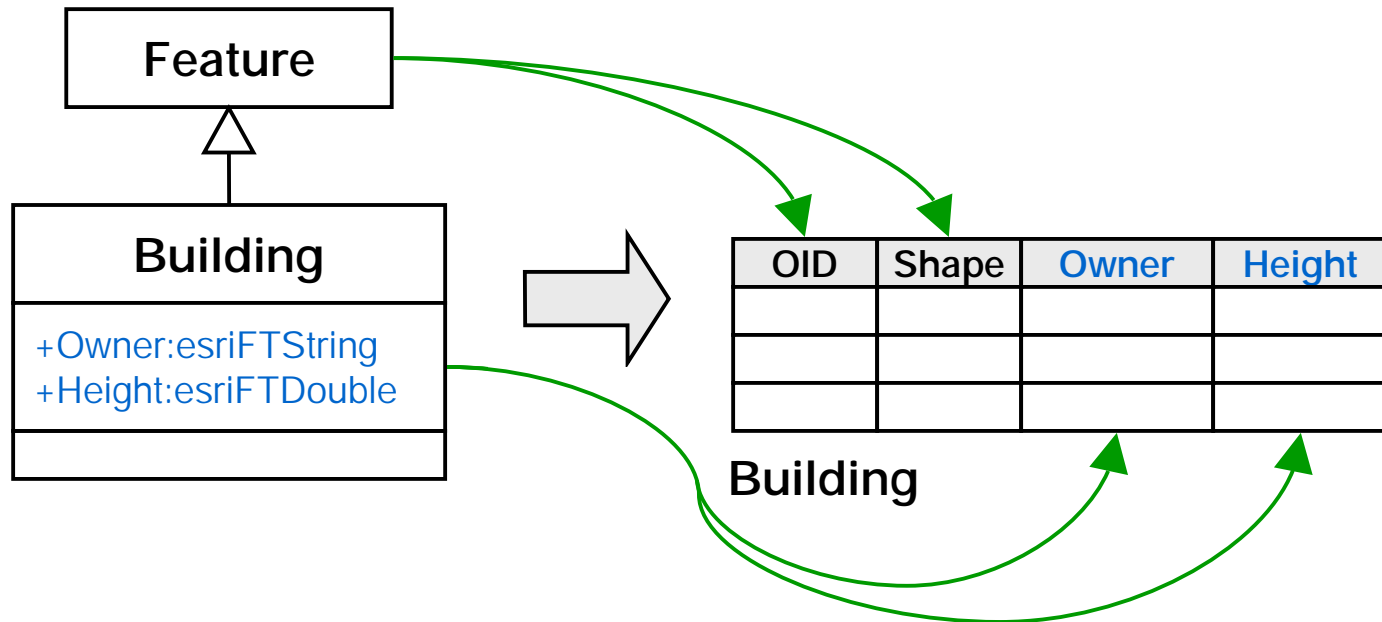 Feature
Building
+Owner:esriFTString
+Height:esriFTDouble
OID Shape Owner Height
Building